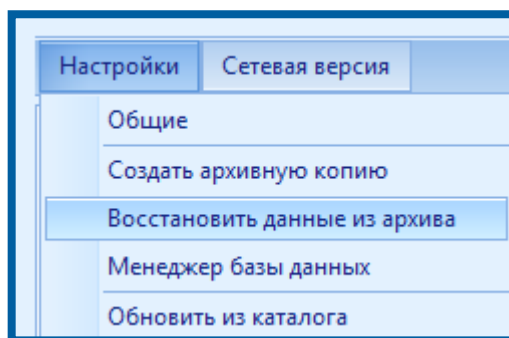 Настройки Сетевая версия
Общие
Создать архивную копию
Восстановить данные из архива
Менеджер базы данных
Обновить из каталога